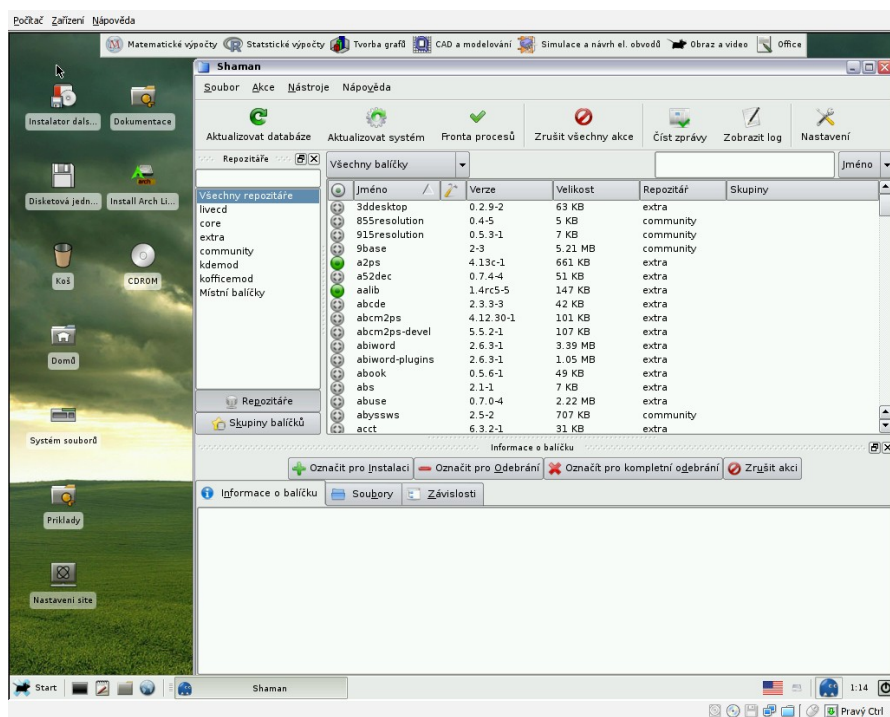 Počítač Zařízení Nápověda
Matematické výpočty Statstické výpočty Tvorba grafů CAD a modelování Simulace a návrh el. obvodů Obraz a video Office
Shaman
Soubor Akce Nástroje Nápověda
Aktualizovat databáze Aktualizovat systém Fronta procesů Zrušit všechny akce Číst zprávy Zobrazit log Nastavení
Repozitáře
Všechny balíčky Jméno
Všechny repozitáře
livecd
core
extra
community
kdemod
kofficemod
Místní balíčky
Repozitáře
Skupiny balíčků
Jméno Verze Velikost Repozitář Skupiny
3ddesktop 0.2.9-2 63 KB extra
855resolution 0.4-5 5 KB community
915resolution 0.5.3-1 7 KB community
9base 2-3 5.21 MB community
a2ps 4.13c-1 661 KB extra
a52dec 0.7.4-4 51 KB extra
aalib 1.4rc5-5 147 KB extra
abcde 2.3.3-3 42 KB extra
abcm2ps 4.12.30-1 101 KB extra
abcm2ps-devel 5.5.2-1 107 KB extra
abiword 2.6.3-1 3.39 MB extra
abiword-plugins 2.6.3-1 1.05 MB extra
abook 0.5.6-1 49 KB extra
abs 2.1-1 7 KB extra
abuse 0.7.0-4 2.22 MB extra
abyssws 2.5-2 707 KB community
acct 6.3.2-1 31 KB extra
Informace o balíčku
Označit pro Instalaci Označit pro Odebrání Označít pro kompletní odebrání Zrušit akci
Informace o balíčku Soubory Závislosti
Instalator dals... Dokumentace
Disketová jedn... Install Arch Li...
Koš CDROM
Domů
Systém souborů
Priklady
Nastaveni site
Start Shaman 1:14
Pravý Ctrl